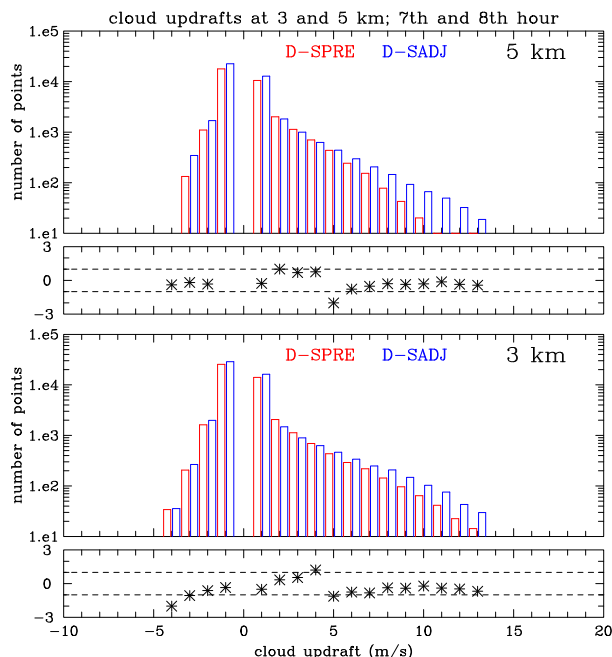 cloud updrafts at 3 and 5 km; 7th and 8th hour
1.e5
D-SPRE D-SADJ 5 km
1.e4
number of points
1.e3
1.e2
1.e1
3
0
-3
1.e5
D-SPRE D-SADJ 3 km
1.e4
number of points
1.e3
1.e2
1.e1
3
0
-3
-10 -5 0 5 10 15 20
cloud updraft (m/s)